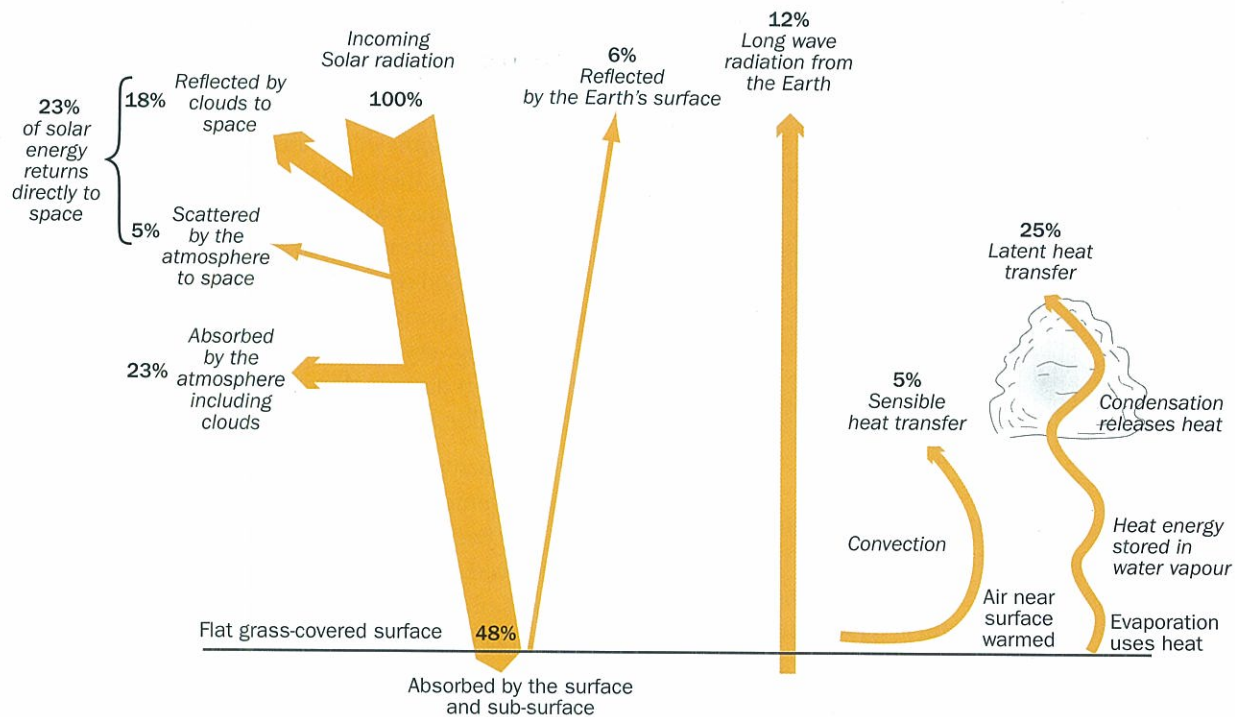 23%
of solar
energy
returns
directly to
space
18%
Reflected by
clouds to
space
5%
Scattered
by the
atmosphere
to space
23%
Absorbed
by the
atmosphere
including
clouds
Incoming
Solar radiation
100%
6%
Reflected
by the Earth's surface
12%
Long wave
radiation from
the Earth
25%
Latent heat
transfer
5%
Sensible
heat transfer
Condensation
releases heat
Convection
Heat energy
stored in
water vapour
Air near
surface
warmed
Evaporation
uses heat
Flat grass-covered surface
48%
Absorbed by the surface
and sub-surface